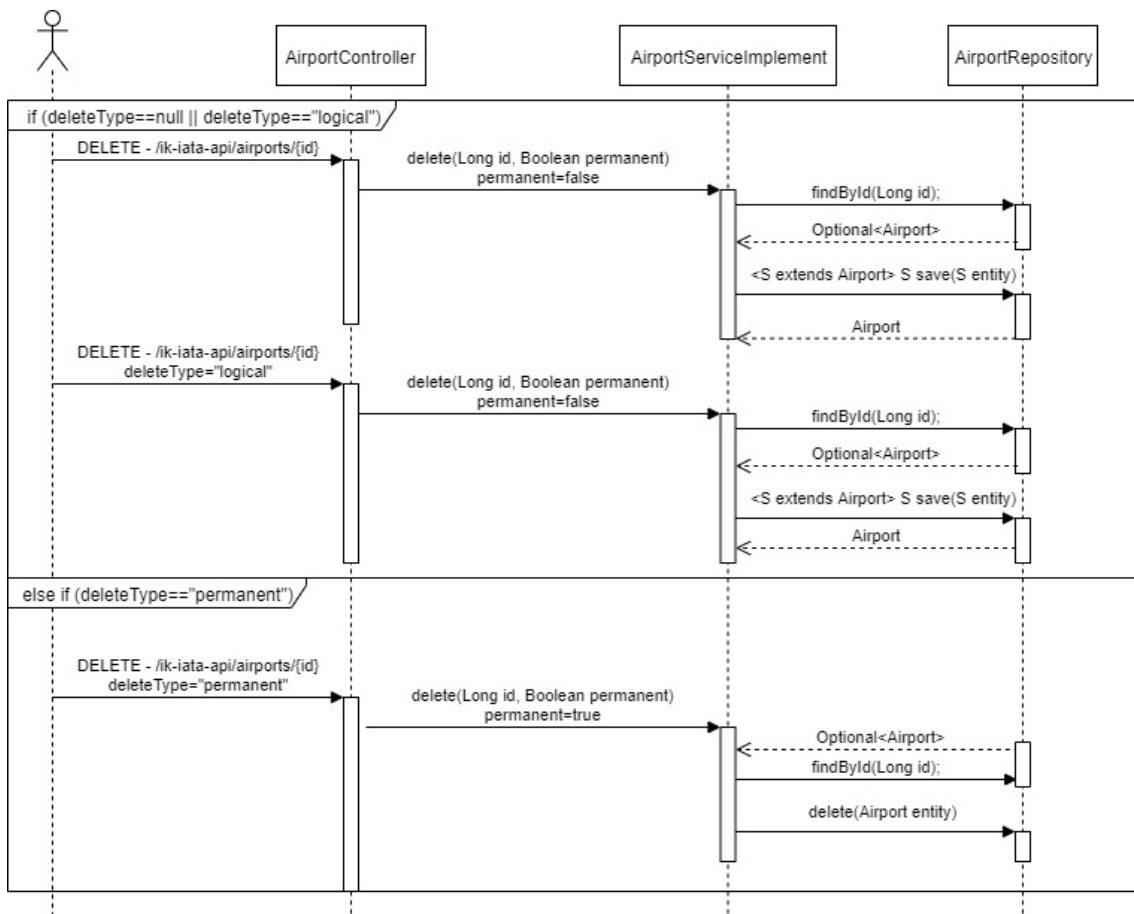 AirportController
AirportServiceImplement
AirportRepository
if (deleteType==null || deleteType=="logical")
DELETE - /ik-iata-api/airports/{id}
delete(Long id, Boolean permanent)
permanent=false
findById(Long id);
Optional<Airport>
<S extends Airport> S save(S entity)
Airport
DELETE - /ik-iata-api/airports/{id}
deleteType="logical"
delete(Long id, Boolean permanent)
permanent=false
findById(Long id);
Optional<Airport>
<S extends Airport> S save(S entity)
Airport
else if (deleteType=="permanent")
DELETE - /ik-iata-api/airports/{id}
deleteType="permanent"
delete(Long id, Boolean permanent)
permanent=true
Optional<Airport>
findById(Long id);
delete(Airport entity)